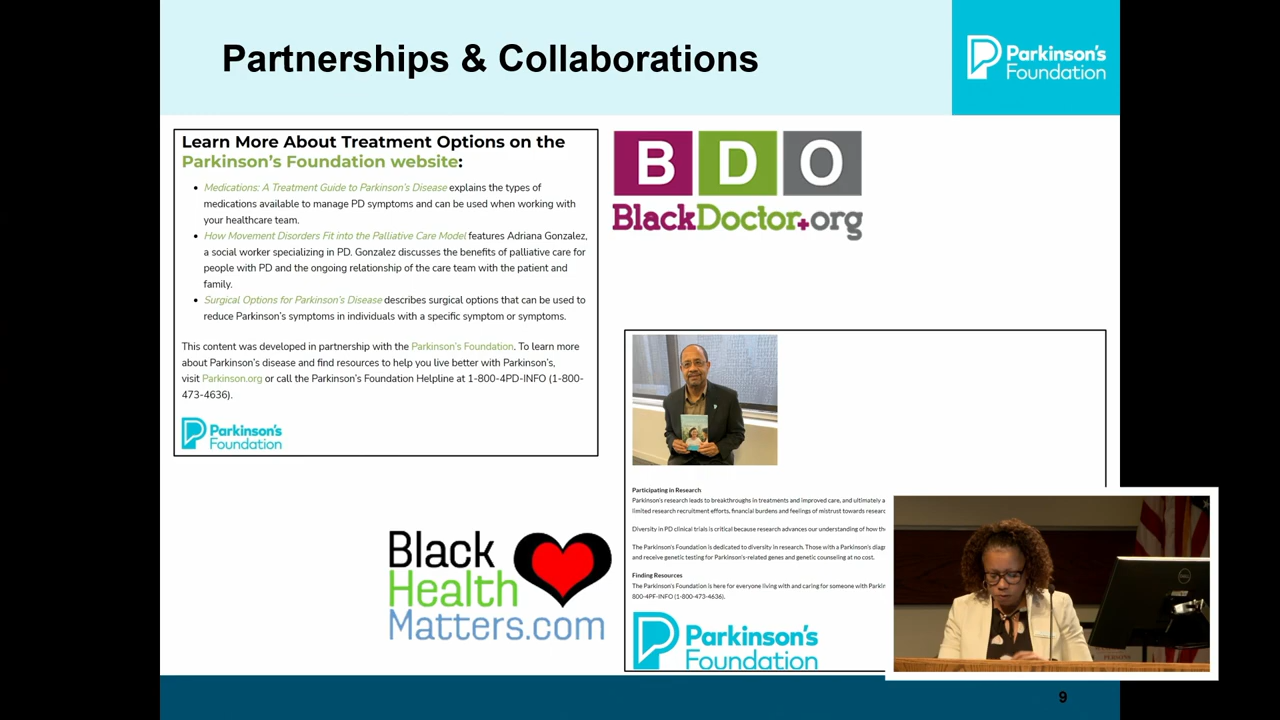 Partnerships & Collaborations
Parkinson's
Foundation
Learn More About Treatment Options on the
Parkinson's Foundation website:
• Medications: A Treatment Guide to Parkinson's Disease explains the types of
medications available to manage PD symptoms and can be used when working with
your healthcare team.
• How Movement Disorders Fit into the Palliative Care Model features Adriana Gonzalez,
a social worker specializing in PD. Gonzalez discusses the benefits of palliative care for
people with PD and the ongoing relationship of the care team with the patient and
family.
• Surgical Options for Parkinson's Disease describes surgical options that can be used to
reduce Parkinson's symptoms in individuals with a specific symptom or symptoms.
This content was developed in partnership with the Parkinson's Foundation. To learn more
about Parkinson's disease and find resources to help you live better with Parkinson's,
visit Parkinson.org or call the Parkinson's Foundation Helpline at 1-800-4PD-INFO (1-800-
473-4636).
Parkinson's
Foundation
B D O
BlackDoctor.org
Black
Health
Matters.com
Participating in Research
Parkinson's research leads to breakthroughs in treatments and improved care, and ultimately a
limited research recruitment efforts, financial burdens and feelings of mistrust towards
Diversity in PD clinical trials is critical because research advances our understanding of how
The Parkinson's Foundation is dedicated to diversity in research. Those with a Parkinson's
and receive genetic testing for Parkinson's-related genes and genetic counseling at no cost.
Finding Resources
The Parkinson's Foundation is here for everyone living with and caring for someone with
800-4PF-INFO (1-800-473-4636).
Parkinson's
Foundation
DELL
9